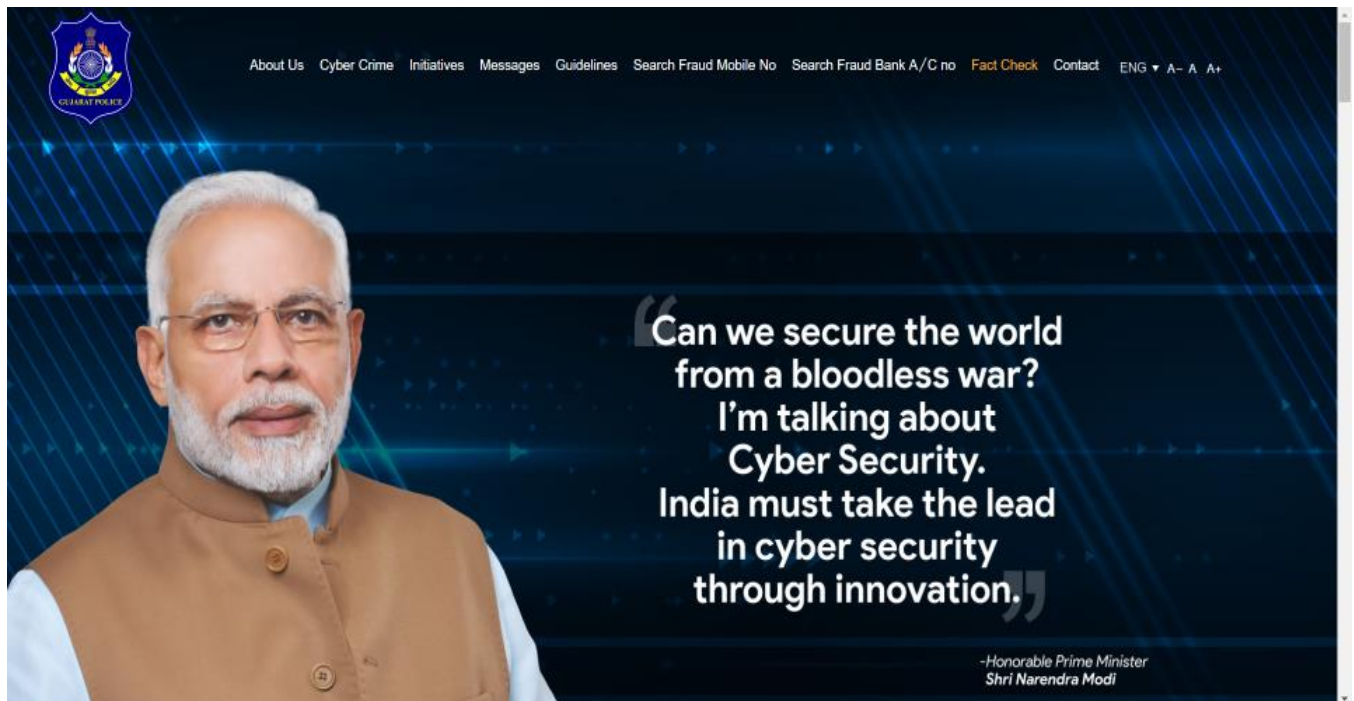 GUJARAT POLICE
About Us Cyber Crime Initiatives Messages Guidelines Search Fraud Mobile No Search Fraud Bank A/C no Fact Check Contact ENG ▾ A- A A+
“Can we secure the world
from a bloodless war?
I’m talking about
Cyber Security.
India must take the lead
in cyber security
through innovation.”
-Honorable Prime Minister
Shri Narendra Modi